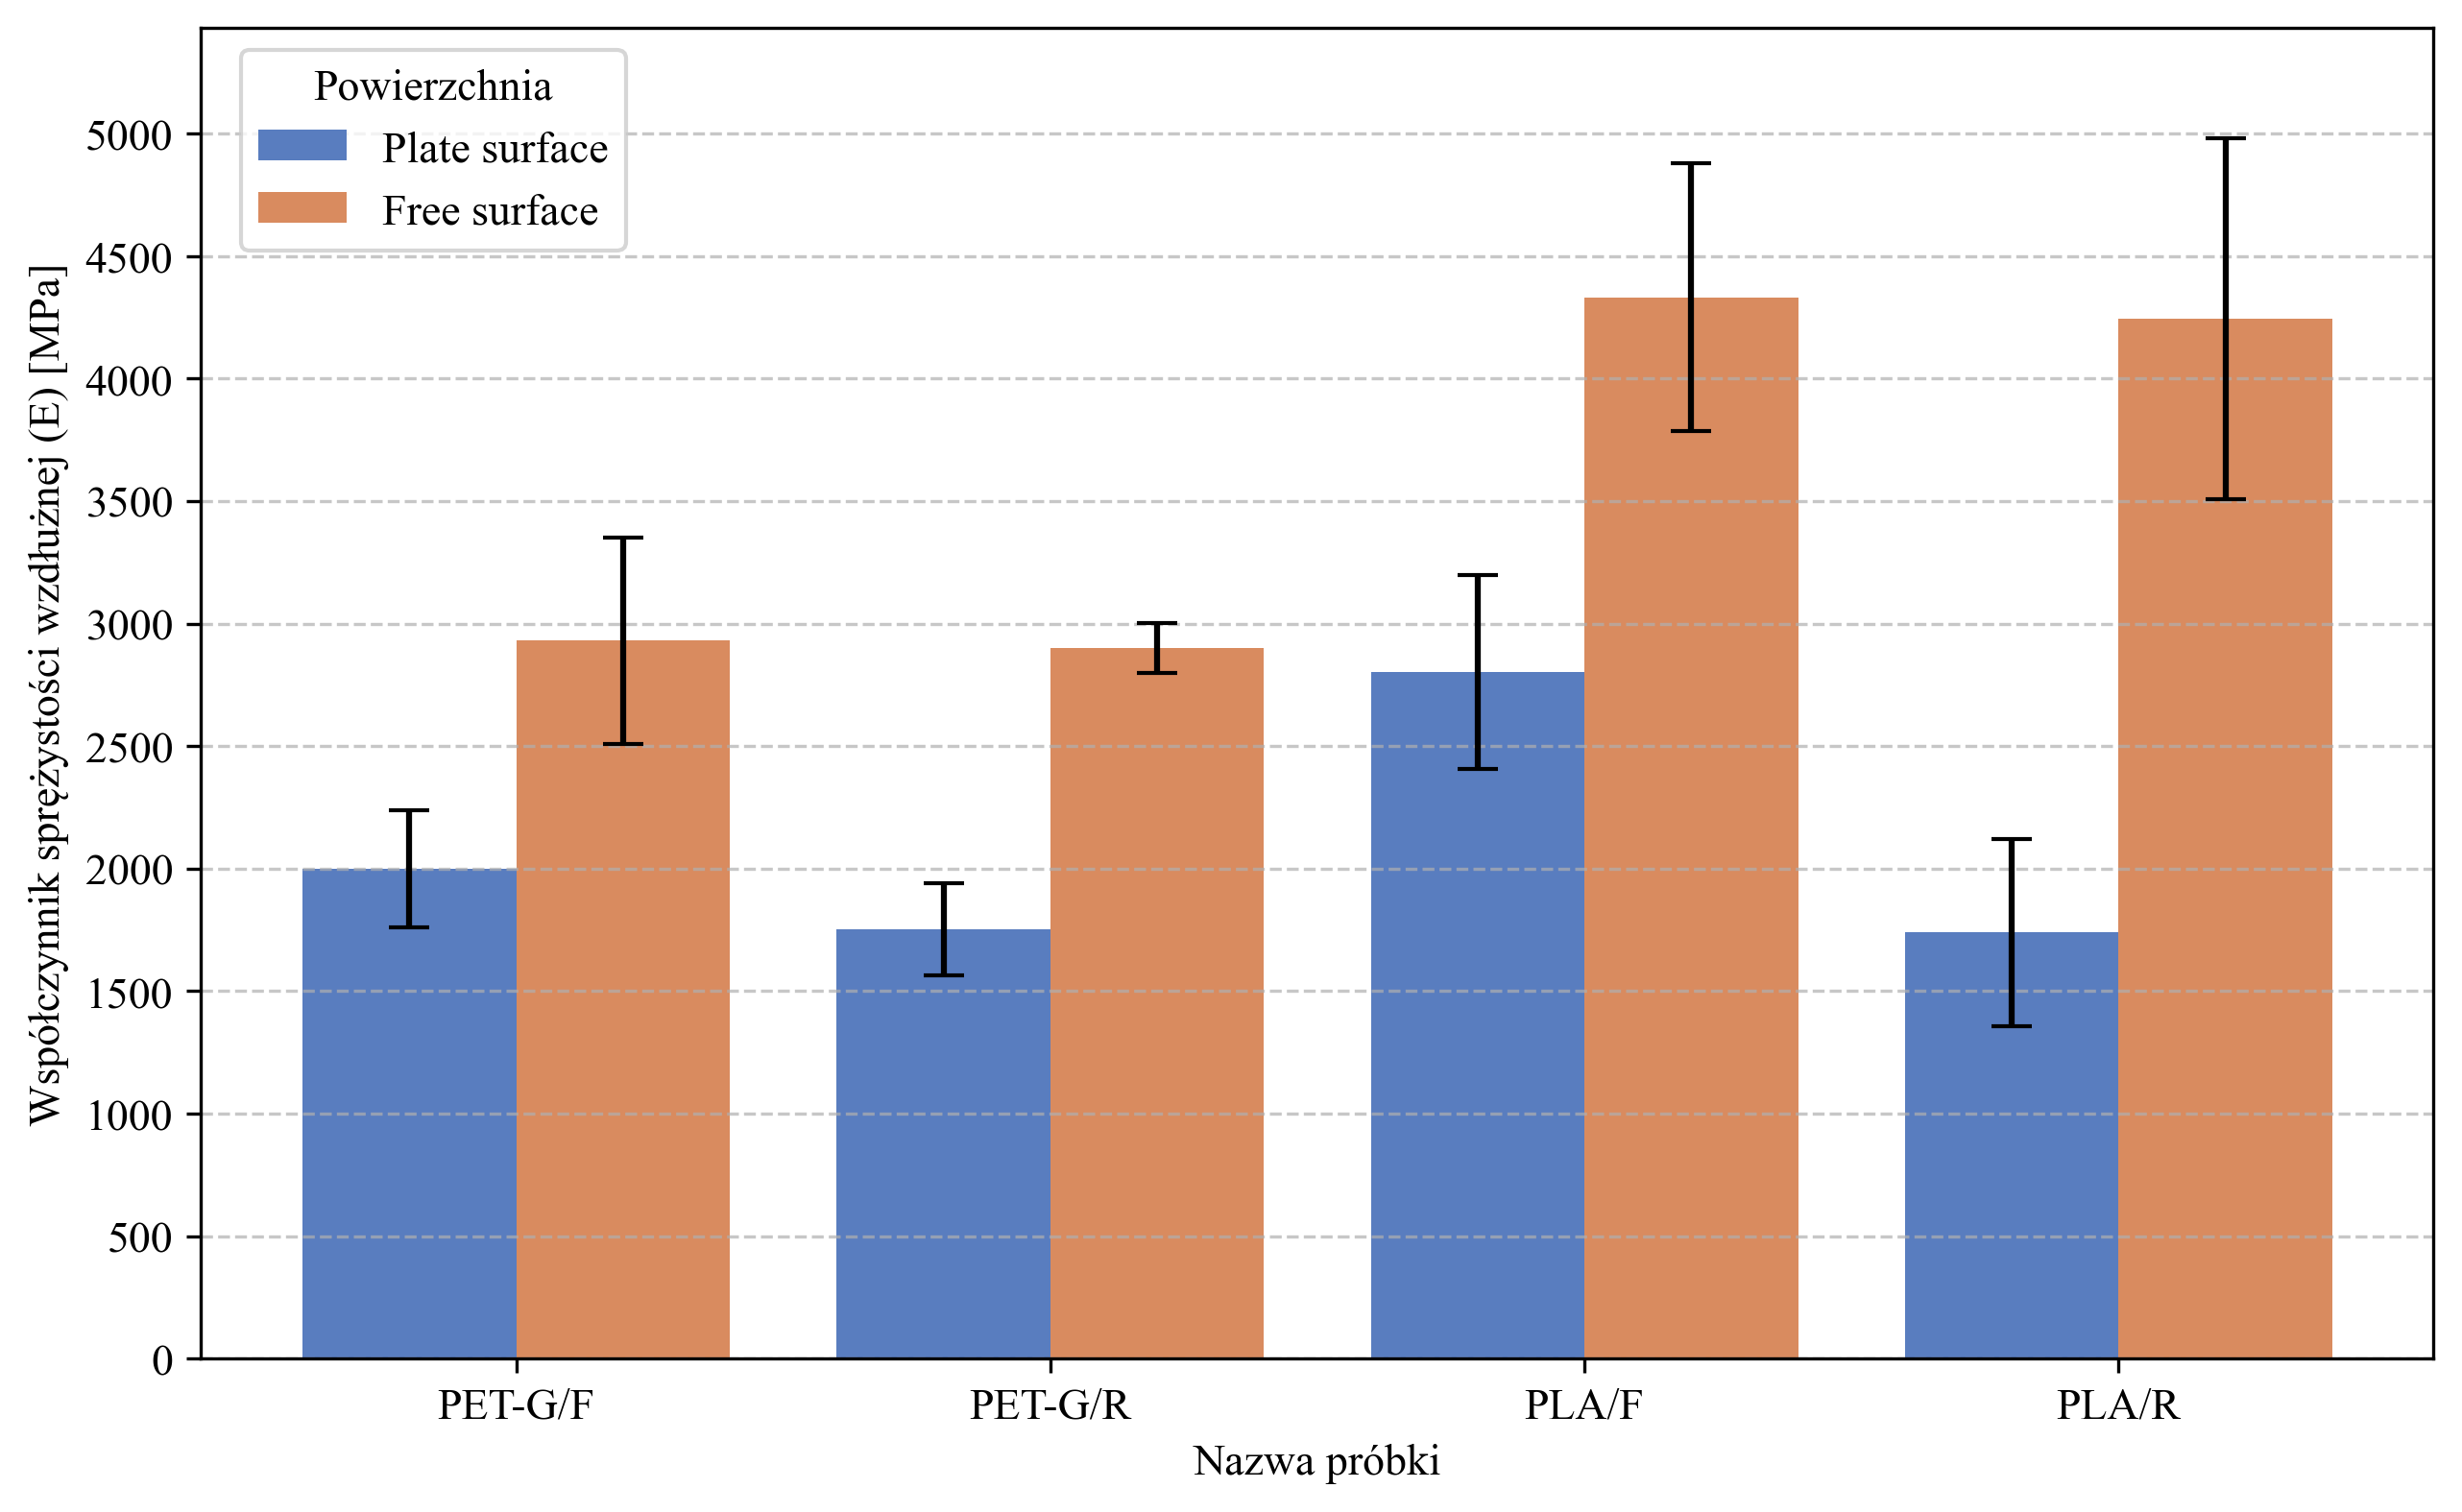 Powierzchnia
Plate surface
Free surface
Współczynnik sprężystości wzdłużnej (E) [MPa]
5000
4500
4000
3500
3000
2500
2000
1500
1000
500
0
PET-G/F
PET-G/R
PLA/F
PLA/R
Nazwa próbki